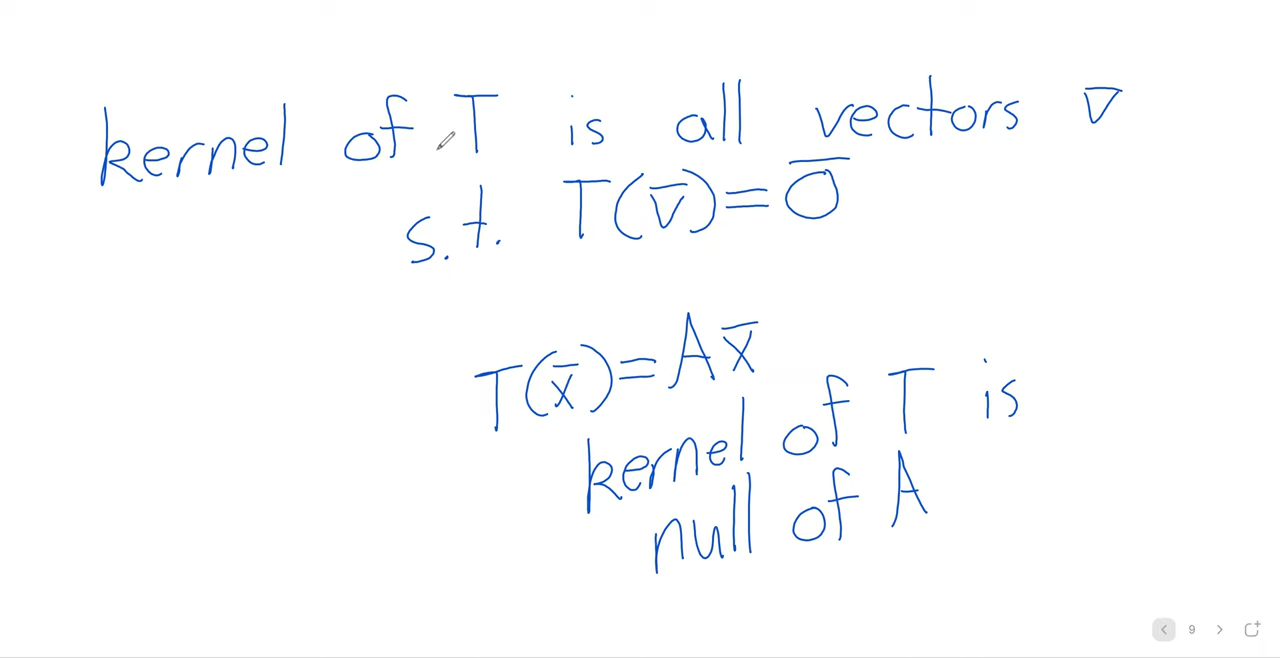 kernel of T is all vectors v̅
s.t. T(v̅)=0̅
T(x̅)=Ax̅
kernel of T is
null of A
9